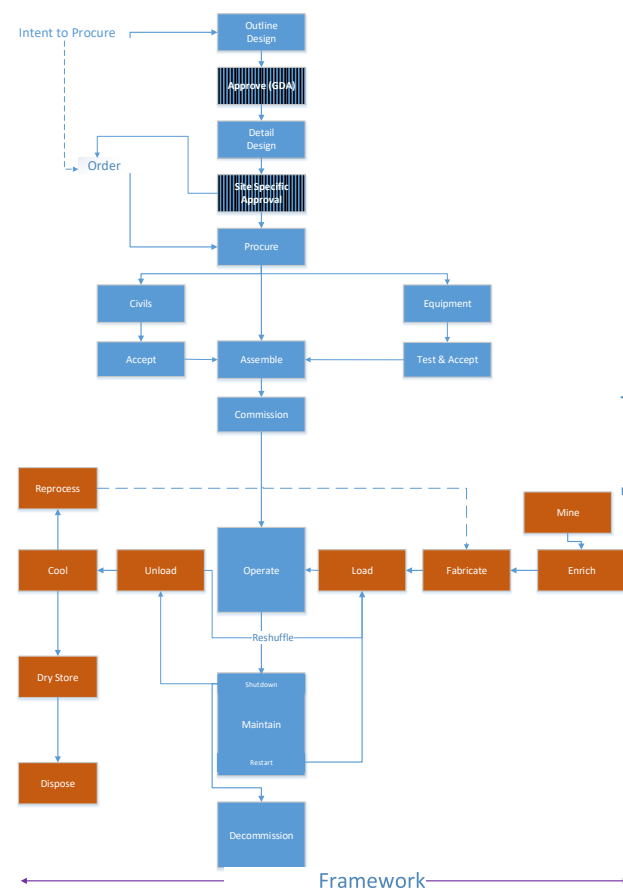 Intent to Procure
Outline
Design
Approve (GDA)
Detail
Design
Order
Site Specific
Approval
Procure
Civils
Equipment
Accept
Assemble
Test & Accept
Commission
Reprocess
Mine
Cool
Unload
Operate
Load
Fabricate
Enrich
Reshuffle
Dry Store
Shutdown
Maintain
Restart
Dispose
Decommission
Framework